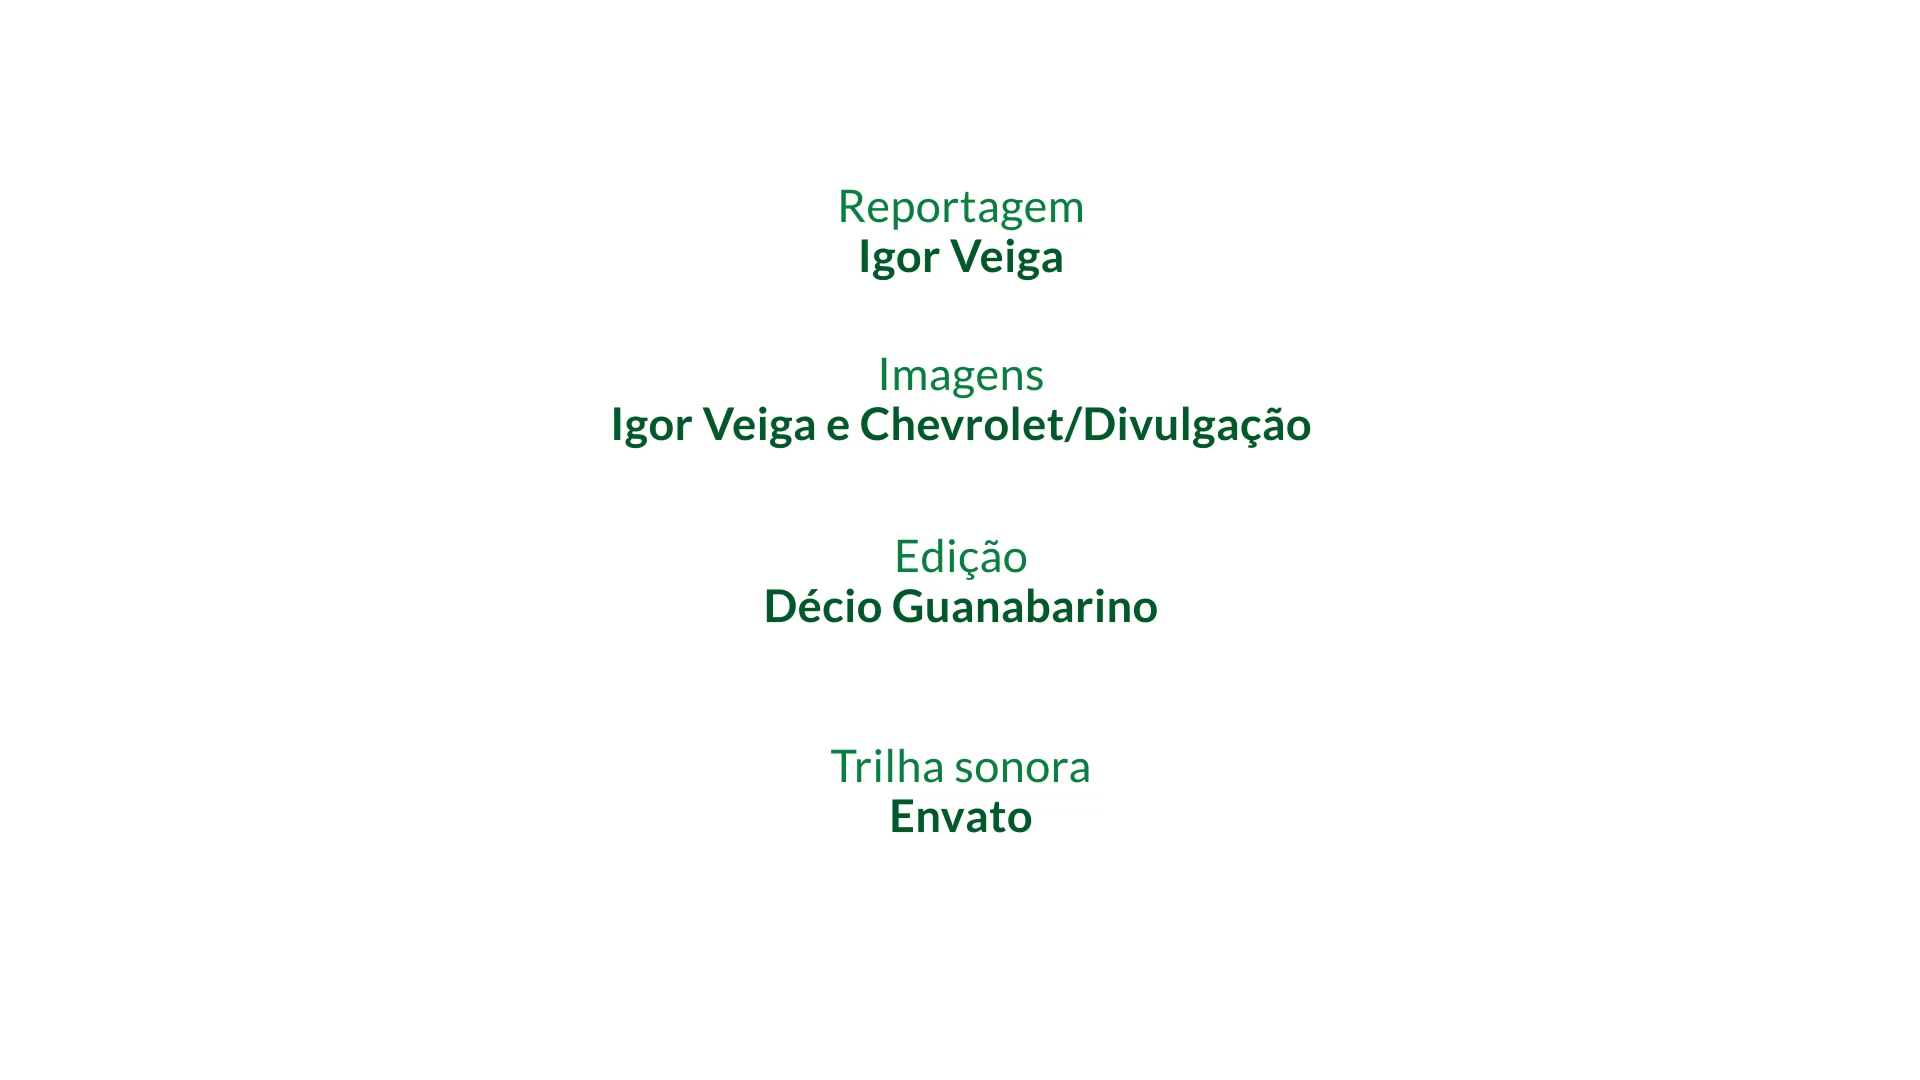 Reportagem
Igor Veiga
Imagens
Igor Veiga e Chevrolet/Divulgação
Edição
Décio Guanabarino
Trilha sonora
Envato